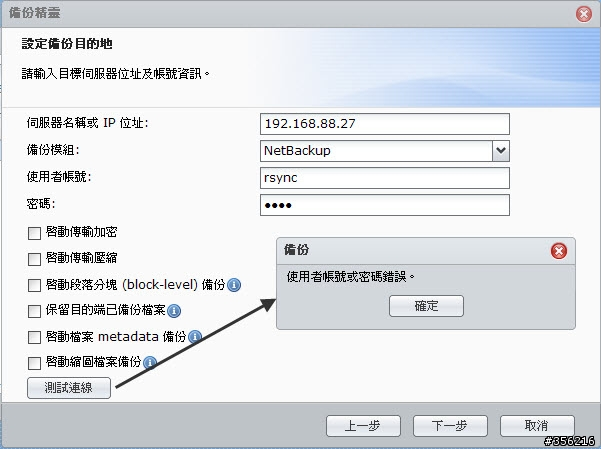 備份精靈
設定備份目的地
請輸入目標伺服器位址及帳號資訊。
伺服器名稱或 IP 位址:
192.168.88.27
備份模組:
NetBackup
使用者帳號:
rsync
密碼:
●●●●
啓動傳輸加密
啓動傳輸壓縮
啓動段落分塊 (block-level) 備份
保留目的端已備份檔案
啓動檔案 metadata 備份
啓動縮圖檔案備份
測試連線
備份
使用者帳號或密碼錯誤。
確定
上一步
下一步
取消
#356216